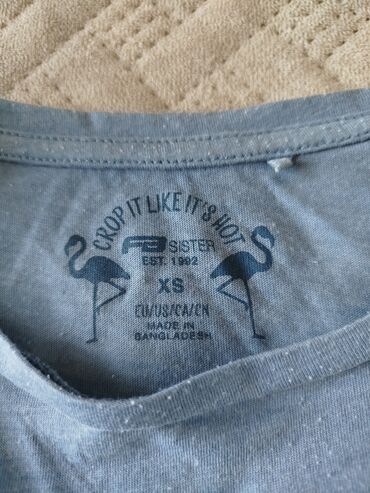 CROP IT LIKE IT'S HOT
FB SISTER
EST. 1992
XS
EU/US/CA/CN
MADE IN
BANGLADESH